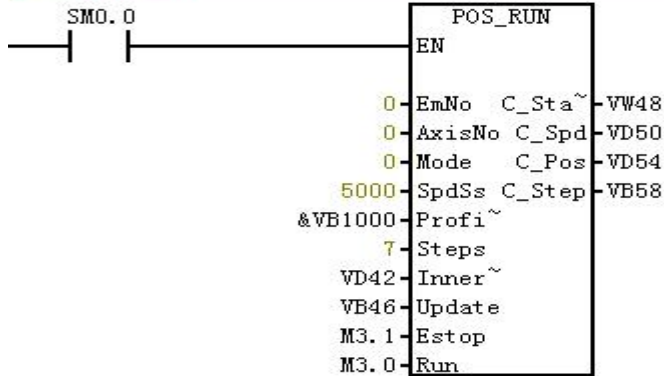 SM0.0
POS_RUN
EN
0 EmNo C_Sta~ VW48
0 AxisNo C_Spd VD50
0 Mode C_Pos VD54
5000 SpdSs C_Step VB58
&VB1000 Profi~
7 Steps
VD42 Inner~
VB46 Update
M3.1 Estop
M3.0 Run